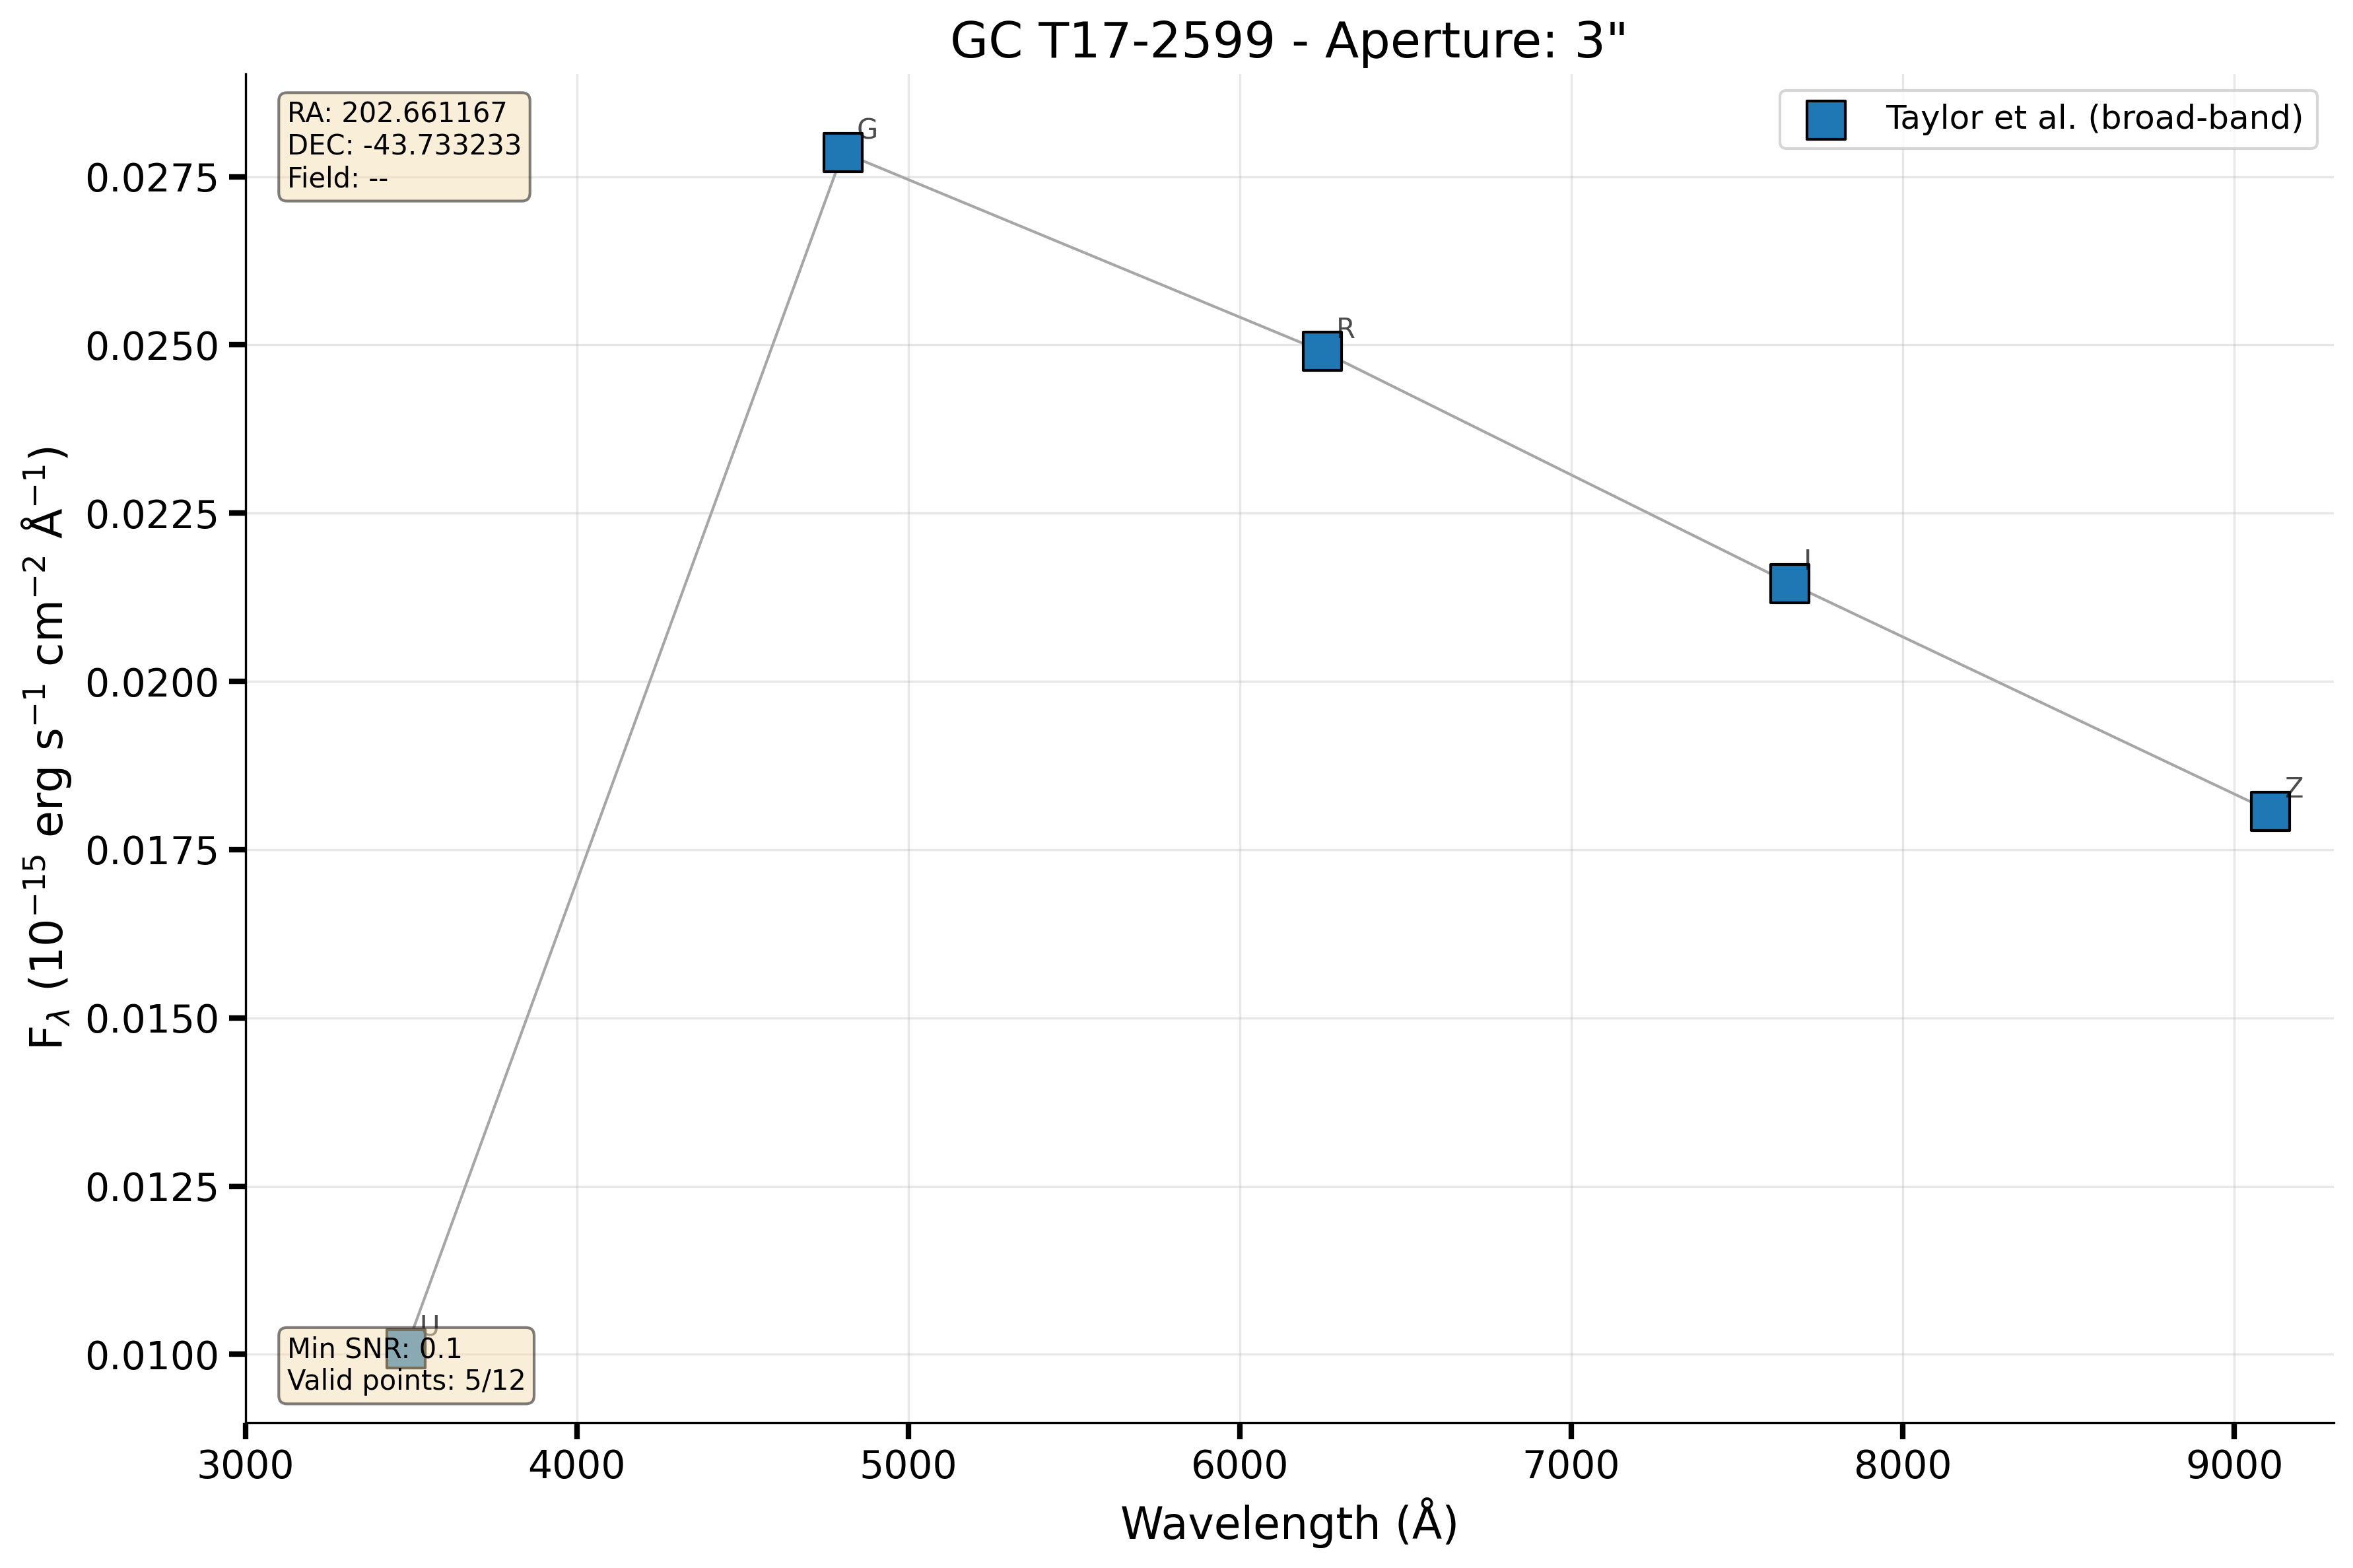 GC T17-2599 - Aperture: 3"
RA: 202.661167
DEC: -43.733233
Field: --
Taylor et al. (broad-band)
G
R
I
Z
U
Min SNR: 0.1
Valid points: 5/12
0.0275
0.0250
0.0225
0.0200
0.0175
0.0150
0.0125
0.0100
F_λ (10⁻¹⁵ erg s⁻¹ cm⁻² Å⁻¹)
3000 4000 5000 6000 7000 8000 9000
Wavelength (Å)